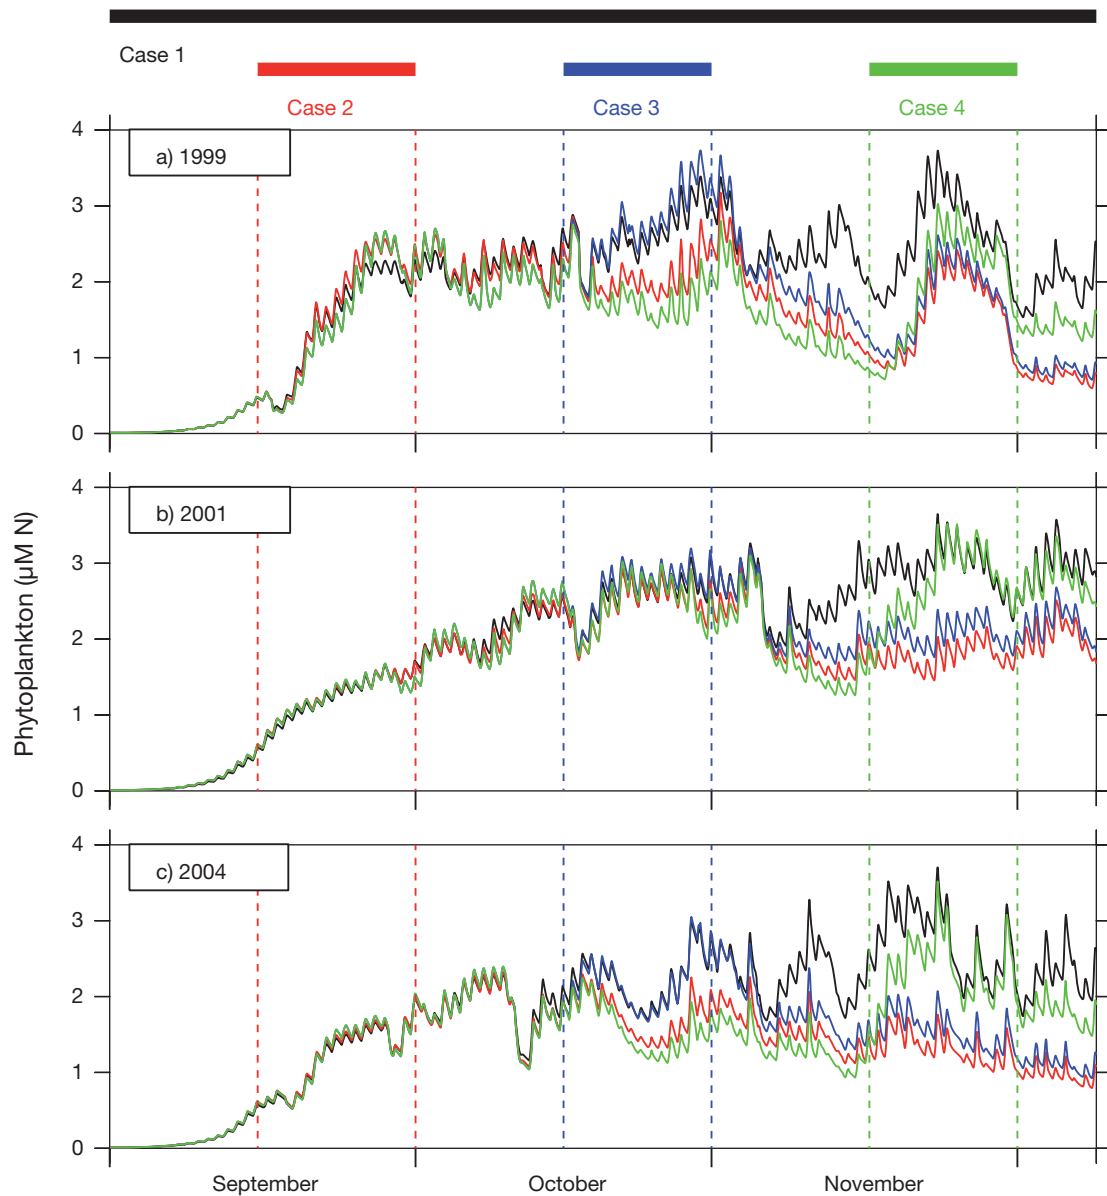 Case 1
Case 2 Case 3 Case 4
4
a) 1999
3
2
1
0
4
b) 2001
3
2
1
0
4
c) 2004
3
2
1
0
Phytoplankton (µM N)
September October November